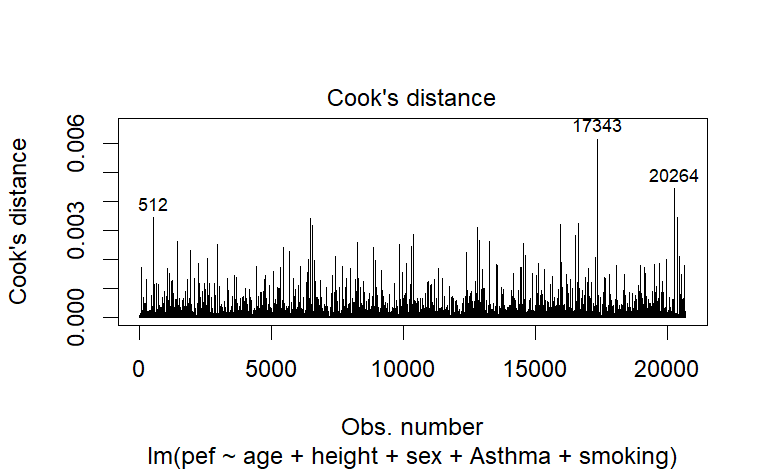 Cook's distance
17343
20264
512
Cook's distance
0.006
0.003
0.000
0 5000 10000 15000 20000
Obs. number
lm(pef ~ age + height + sex + Asthma + smoking)